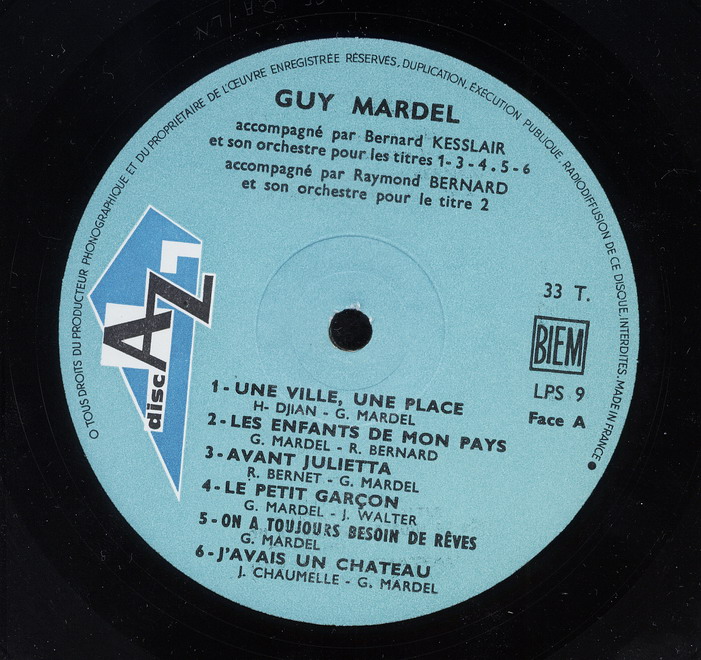 O TOUS DROITS DU PRODUCTEUR PHONOGRAPHIQUE ET DU PROPRIÉTAIRE DE L'ŒUVRE ENREGISTRÉE RÉSERVÉS. DUPLICATION, EXÉCUTION PUBLIQUE, RADIODIFFUSION DE CE DISQUE, INTERDITES. MADE IN FRANCE
GUY MARDEL
accompagné par Bernard KESSLAIR
et son orchestre pour les titres 1-3-4.5-6
accompagné par Raymond BERNARD
et son orchestre pour le titre 2
disc AZ
33 T.
BIEM
LPS 9
Face A
1-UNE VILLE, UNE PLACE
H- DJIAN - G. MARDEL
2-LES ENFANTS DE MON PAYS
G. MARDEL - R. BERNARD
3-AVANT JULIETTA
R. BERNET - G. MARDEL
4-LE PETIT GARÇON
G. MARDEL - J. WALTER
5-ON A TOUJOURS BESOIN DE RÊVES
G. MARDEL
6-J'AVAIS UN CHATEAU
J. CHAUMELLE - G. MARDEL